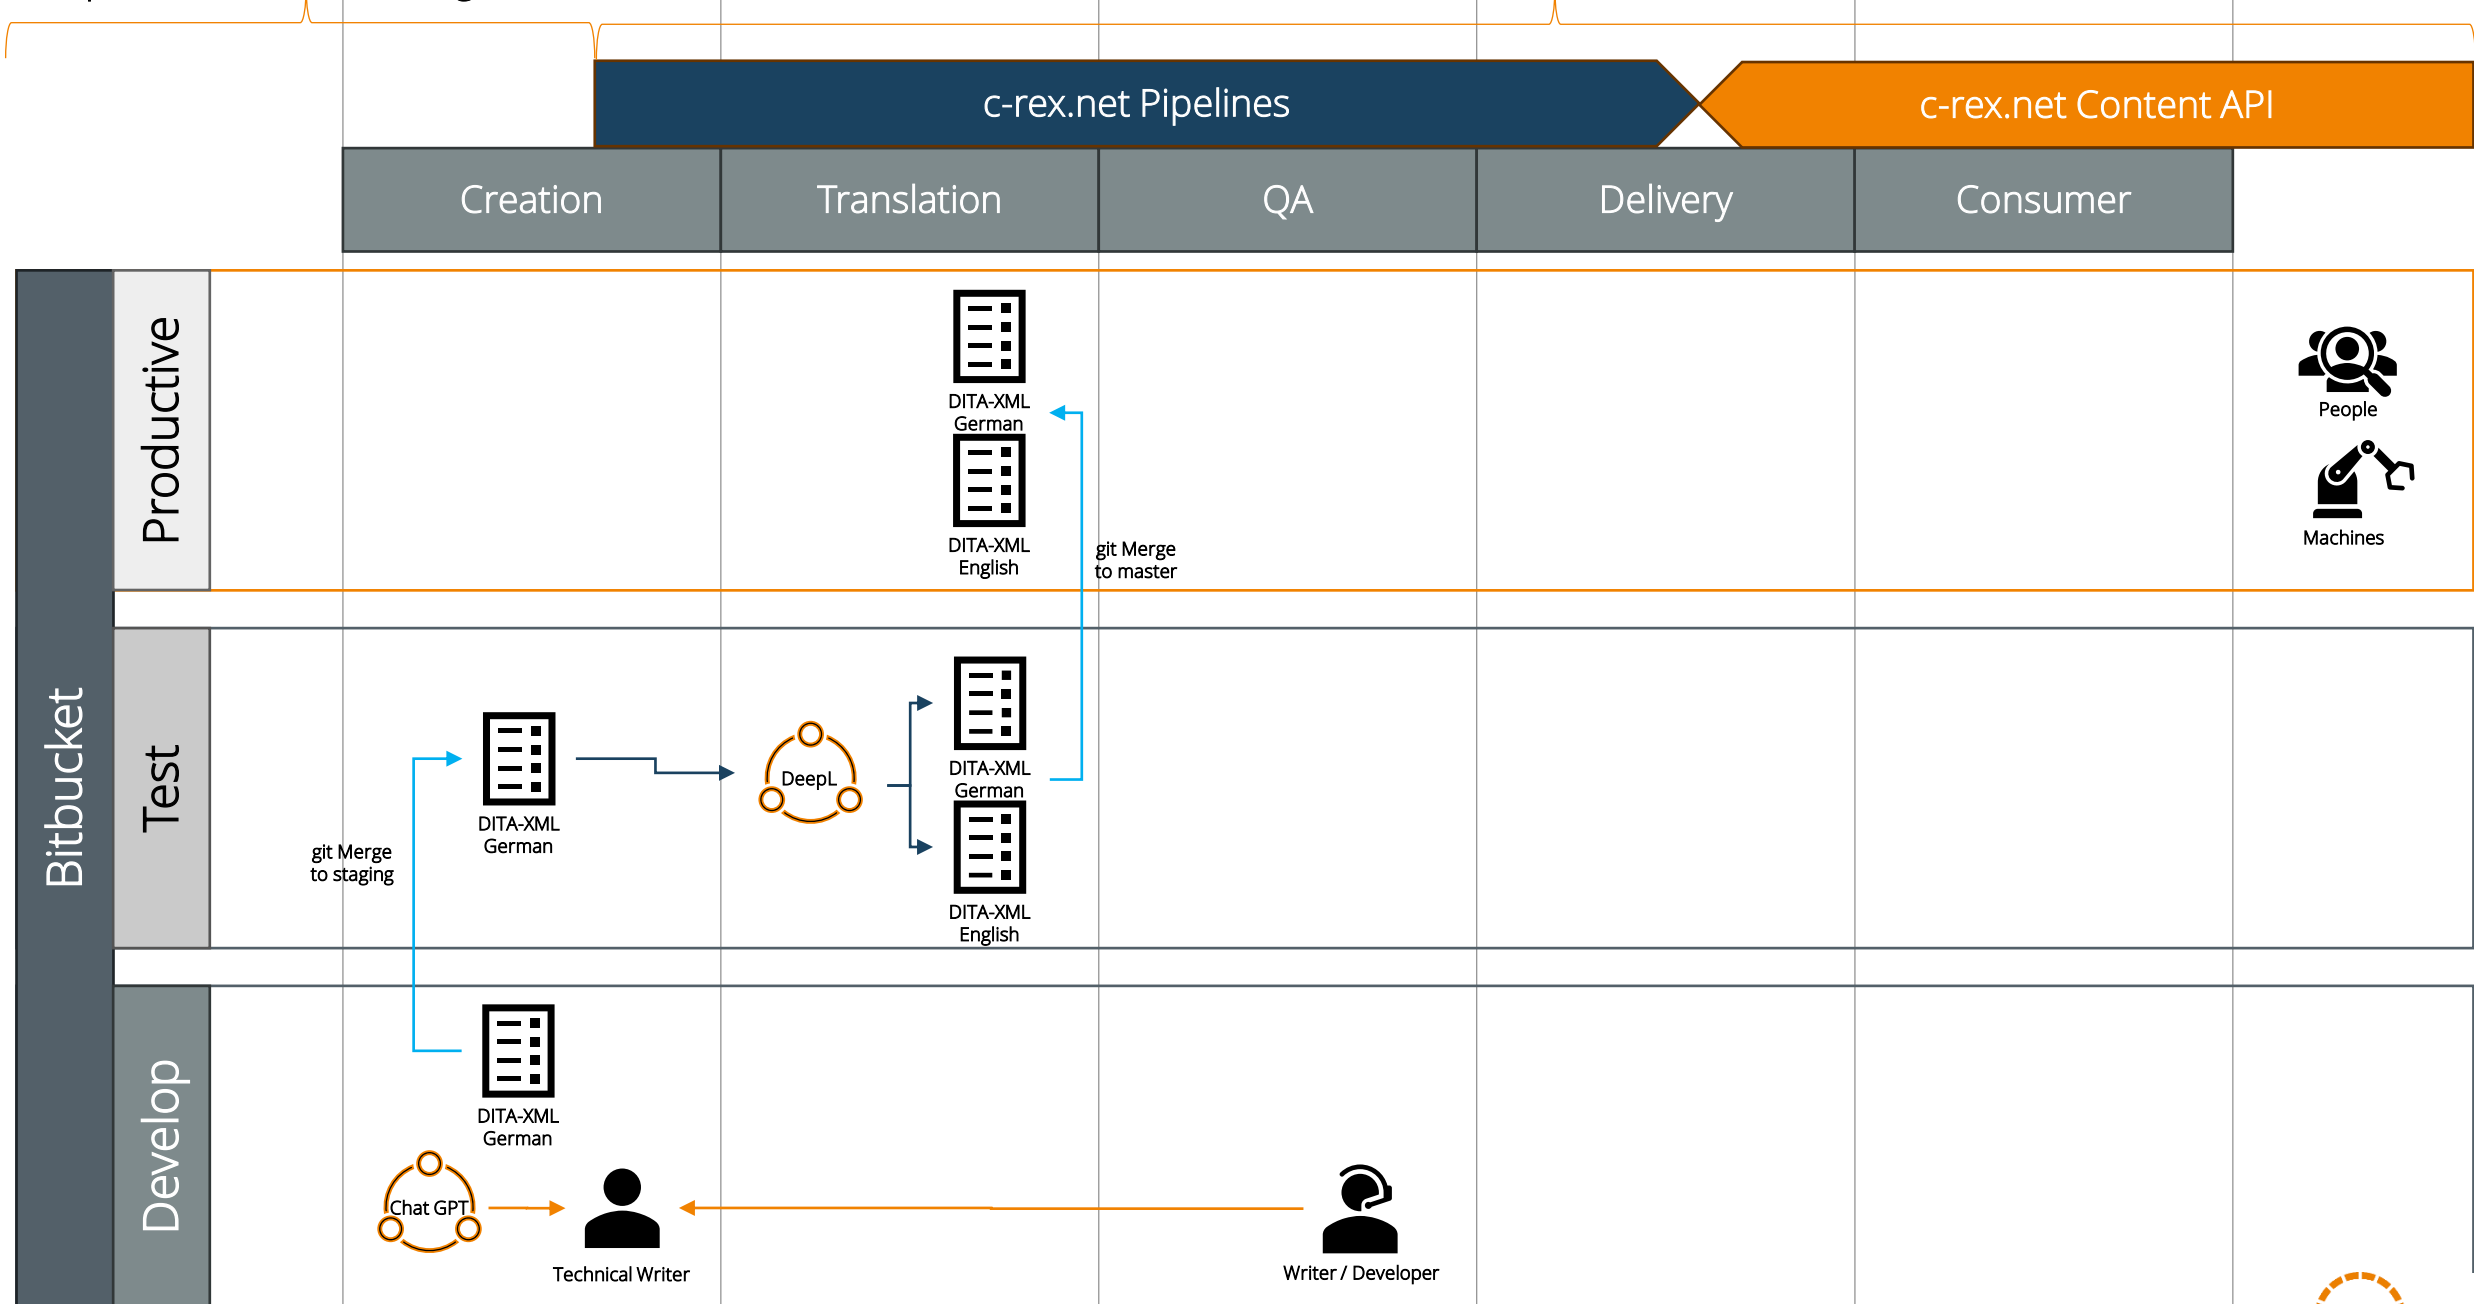 c-rex.net Pipelines
c-rex.net Content API
Creation
Translation
QA
Delivery
Consumer
Bitbucket
Productive
DITA-XML
German
DITA-XML
English
git Merge
to master
People
Machines
Test
DITA-XML
German
git Merge
to staging
DeepL
DITA-XML
German
DITA-XML
English
Develop
DITA-XML
German
Chat GPT
Technical Writer
Writer / Developer